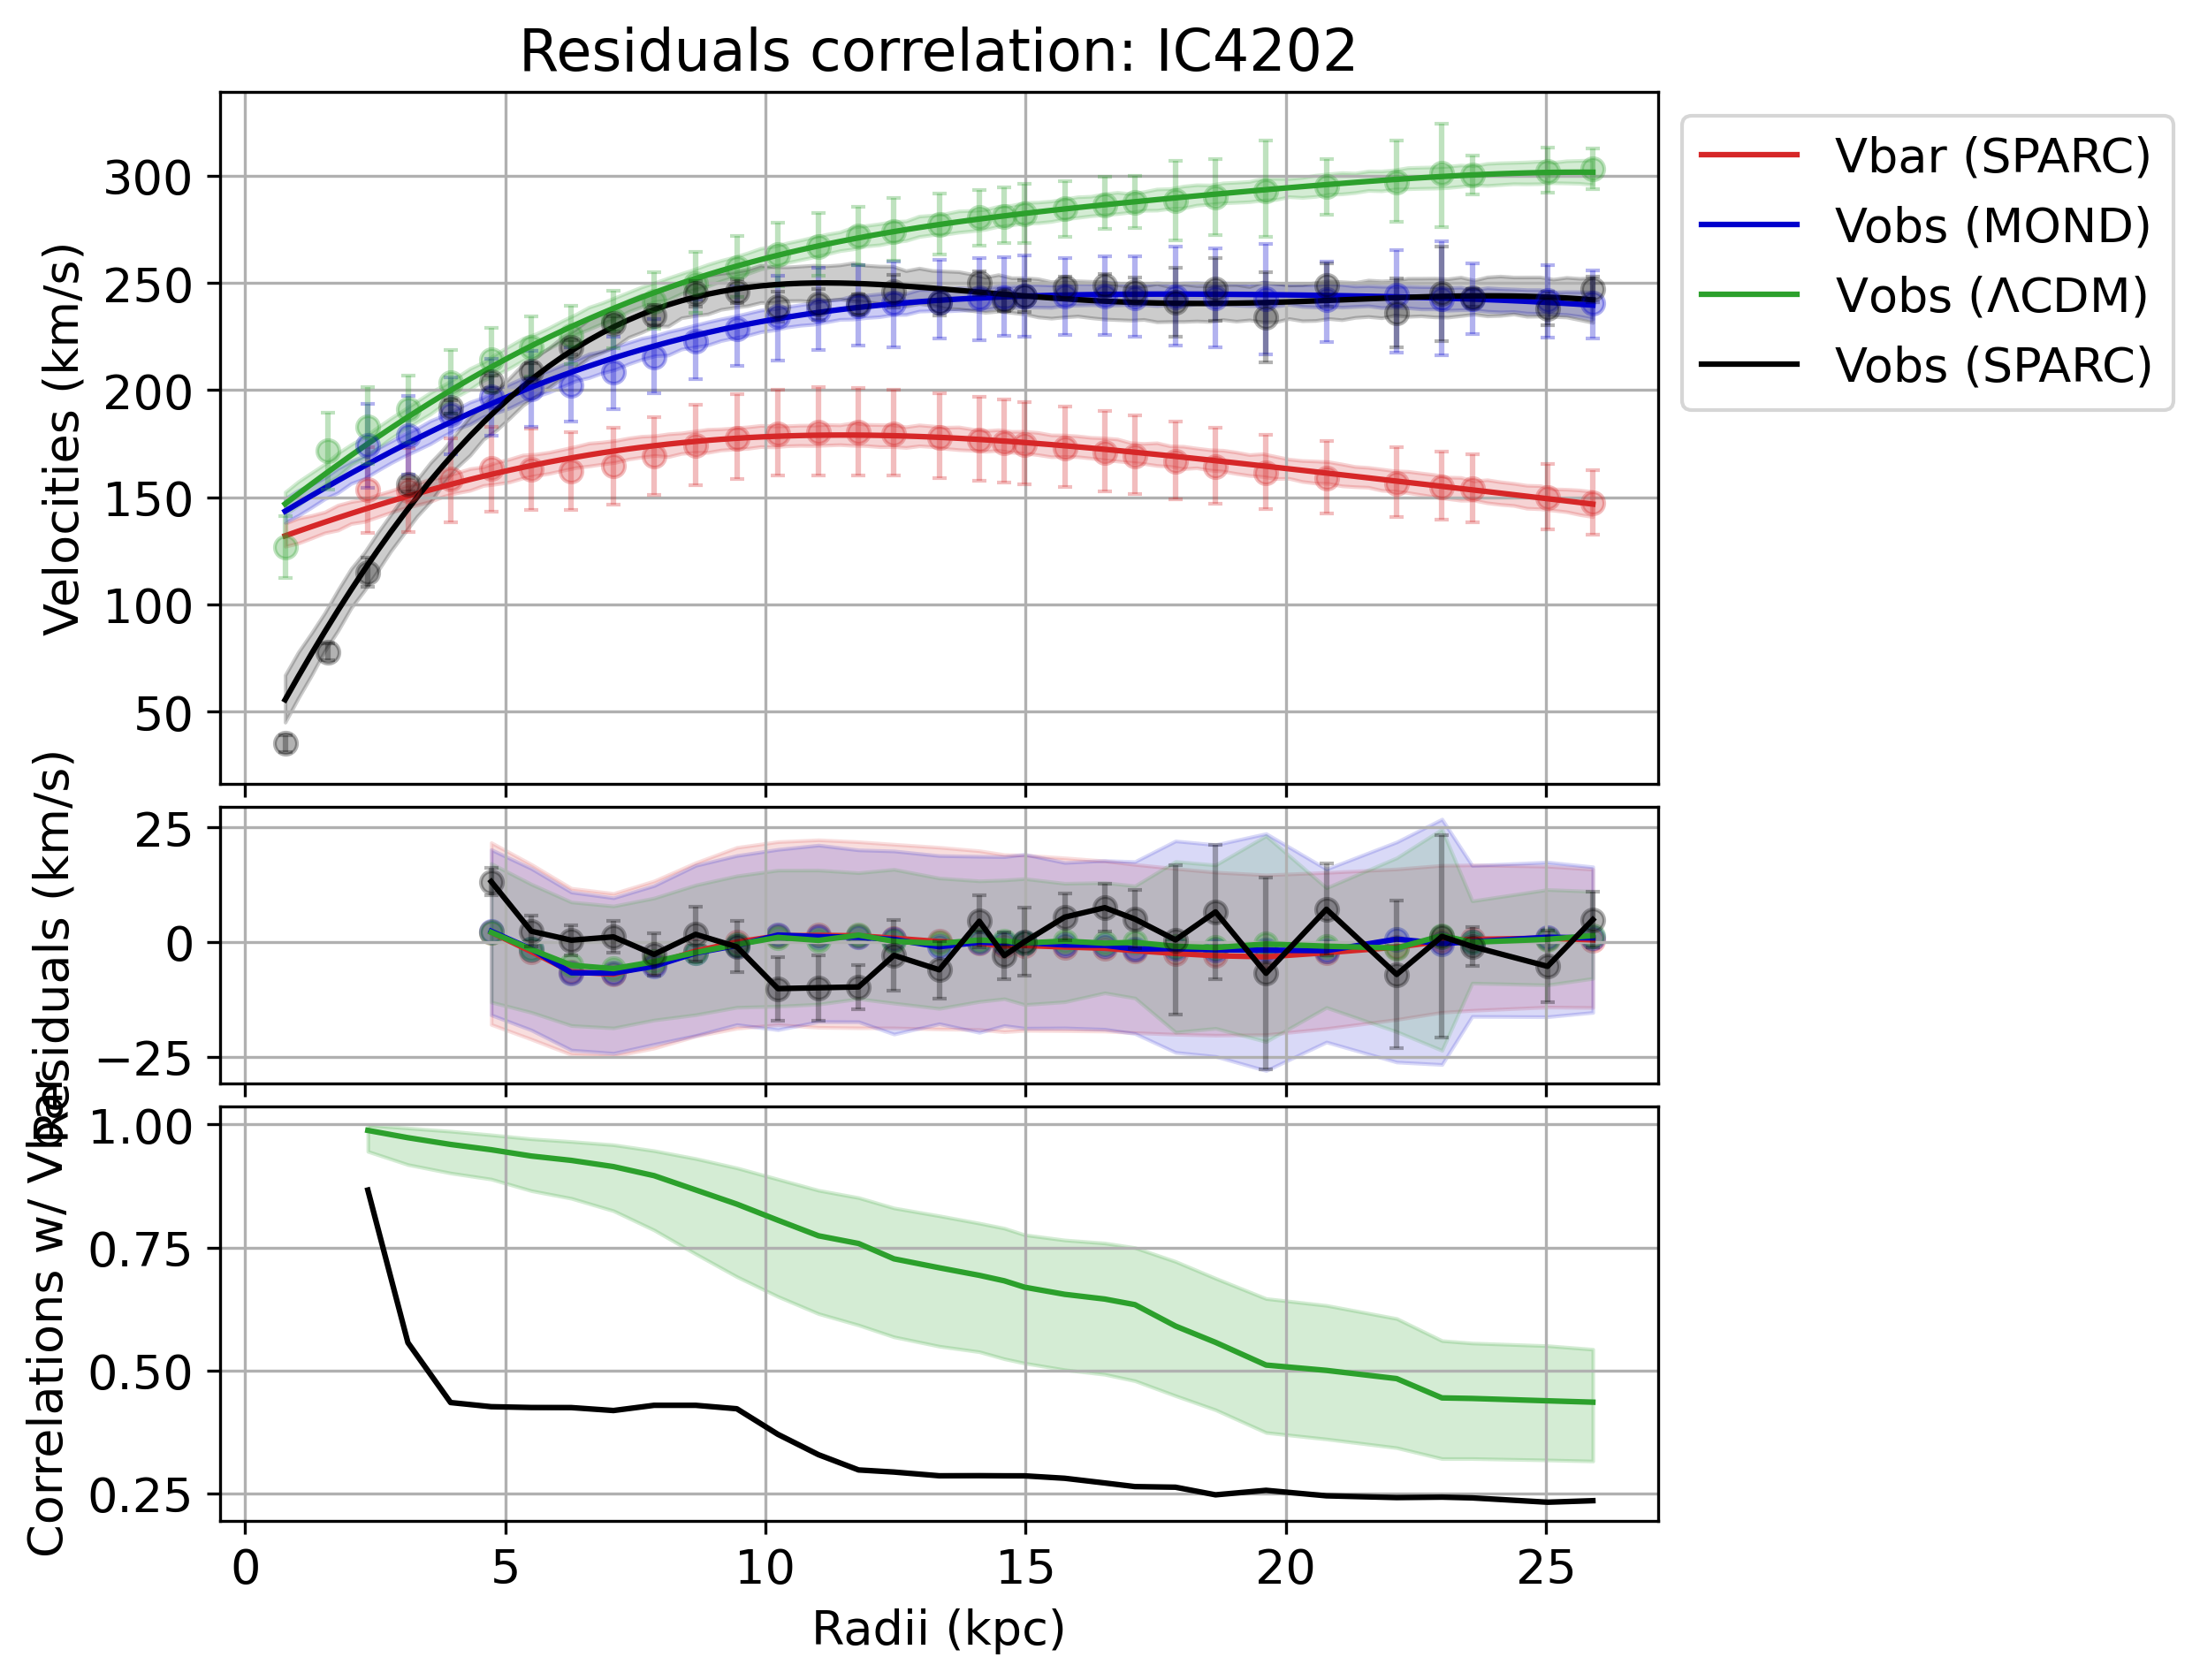 Residuals correlation: IC4202
Velocities (km/s)
300
250
200
150
100
50
Vbar (SPARC)
Vobs (MOND)
Vobs (ΛCDM)
Vobs (SPARC)
Residuals (km/s)
25
0
−25
Correlations w/ Vbar
1.00
0.75
0.50
0.25
0 5 10 15 20 25
Radii (kpc)